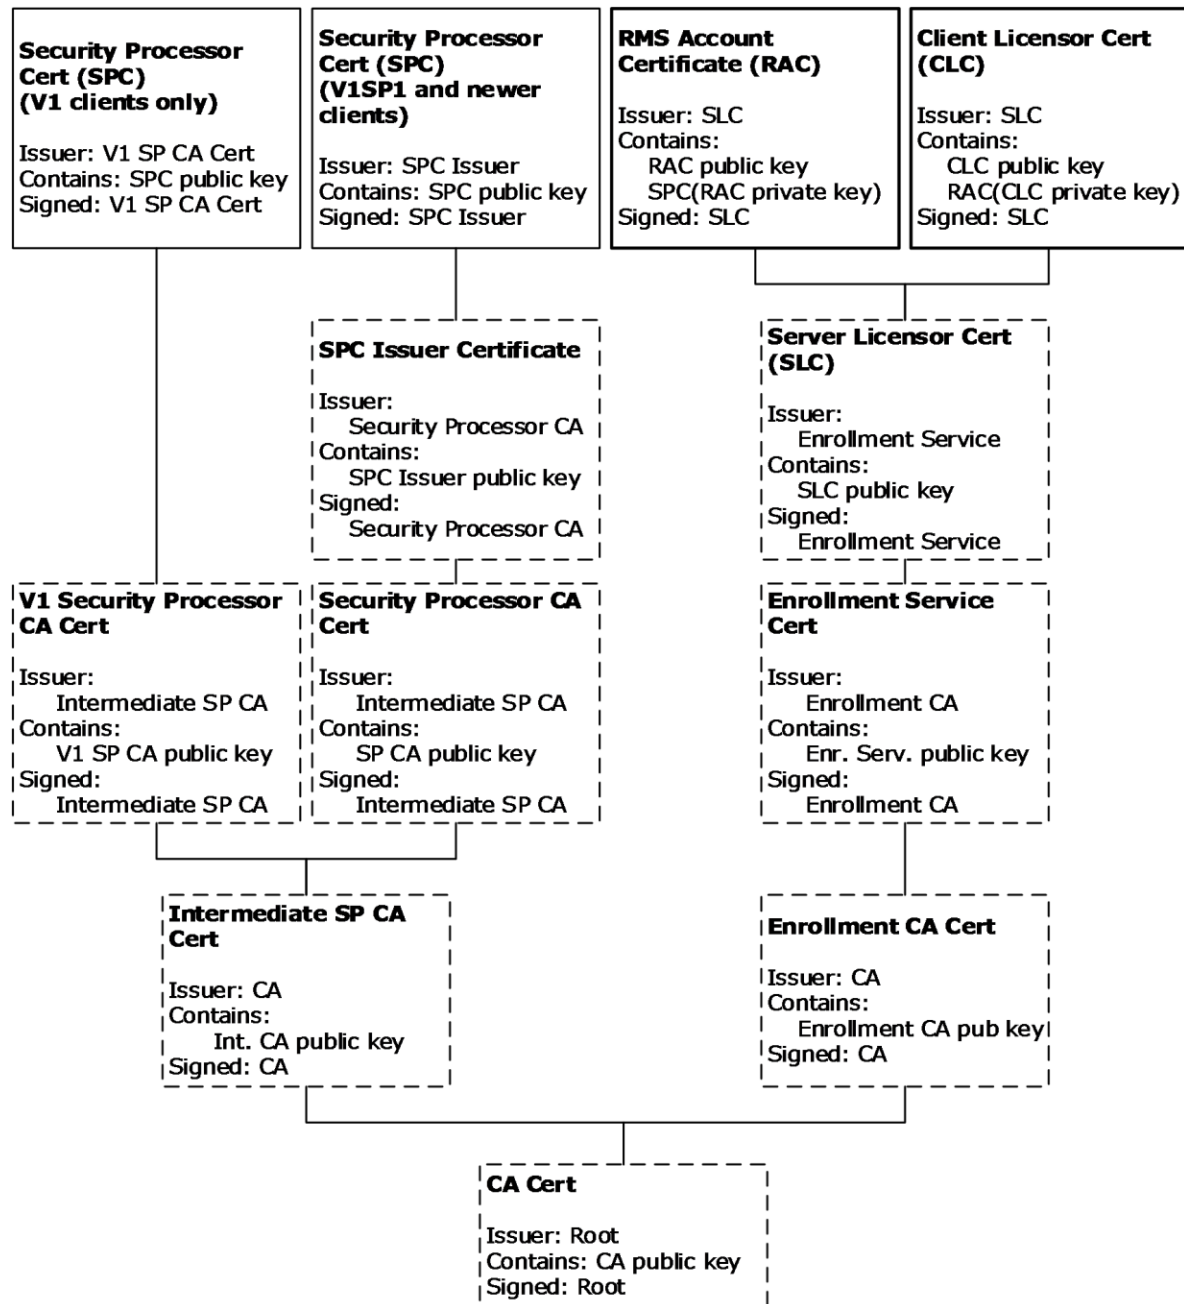 Security Processor
Cert (SPC)
(V1 clients only)
Issuer: V1 SP CA Cert
Contains: SPC public key
Signed: V1 SP CA Cert
Security Processor
Cert (SPC)
(V1SP1 and newer
clients)
Issuer: SPC Issuer
Contains: SPC public key
Signed: SPC Issuer
RMS Account
Certificate (RAC)
Issuer: SLC
Contains:
RAC public key
SPC(RAC private key)
Signed: SLC
Client Licensor Cert
(CLC)
Issuer: SLC
Contains:
CLC public key
RAC(CLC private key)
Signed: SLC
SPC Issuer Certificate
Issuer:
Security Processor CA
Contains:
SPC Issuer public key
Signed:
Security Processor CA
Server Licensor Cert
(SLC)
Issuer:
Enrollment Service
Contains:
SLC public key
Signed:
Enrollment Service
V1 Security Processor
CA Cert
Issuer:
Intermediate SP CA
Contains:
V1 SP CA public key
Signed:
Intermediate SP CA
Security Processor CA
Cert
Issuer:
Intermediate SP CA
Contains:
SP CA public key
Signed:
Intermediate SP CA
Enrollment Service
Cert
Issuer:
Enrollment CA
Contains:
Enr. Serv. public key
Signed:
Enrollment CA
Intermediate SP CA
Cert
Issuer: CA
Contains:
Int. CA public key
Signed: CA
Enrollment CA Cert
Issuer: CA
Contains:
Enrollment CA pub key
Signed: CA
CA Cert
Issuer: Root
Contains: CA public key
Signed: Root